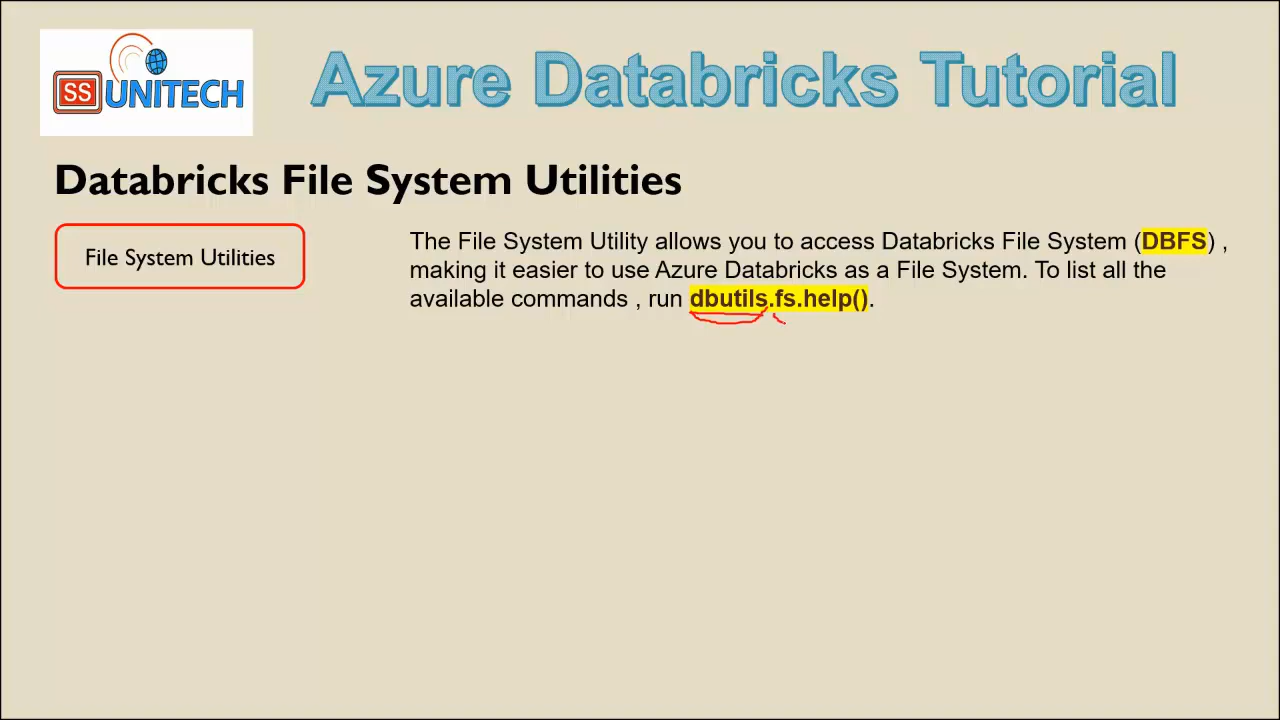 SS UNITECH
Azure Databricks Tutorial
Databricks File System Utilities
File System Utilities
The File System Utility allows you to access Databricks File System (DBFS) ,
making it easier to use Azure Databricks as a File System. To list all the
available commands , run dbutils.fs.help().